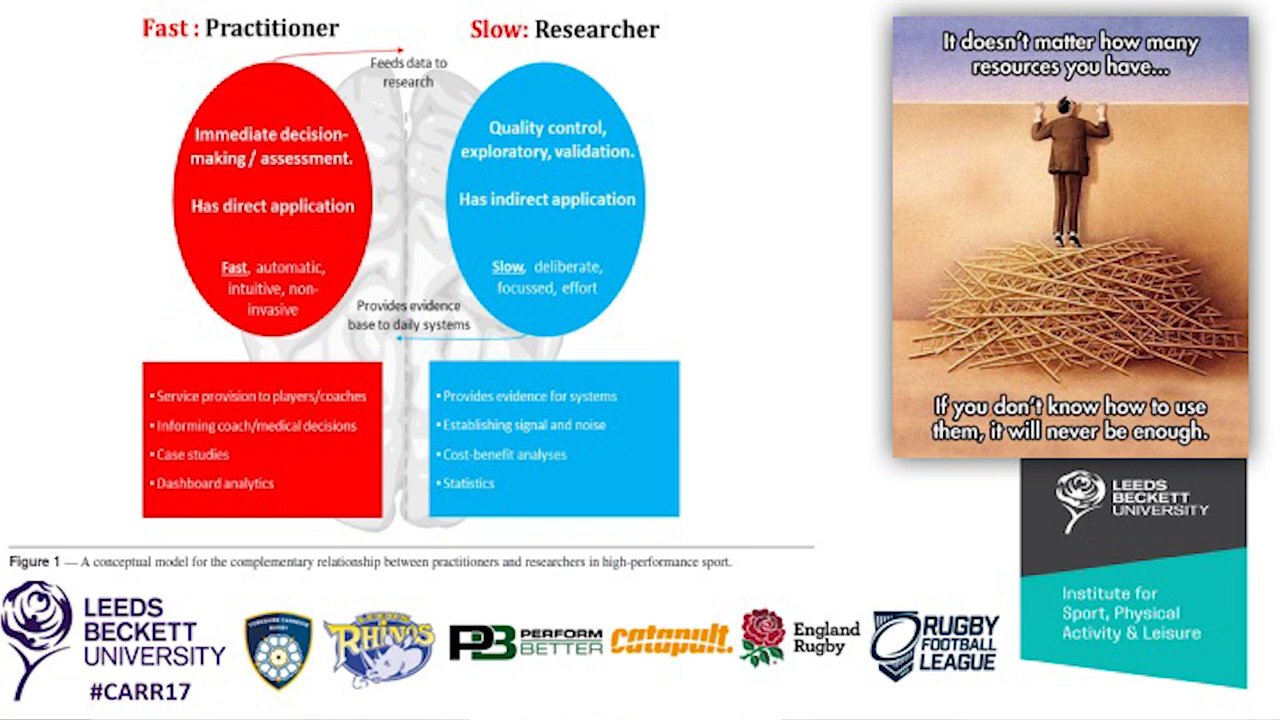 Fast : Practitioner
Slow: Researcher
Feeds data to
research
Immediate decision-
making / assessment.
Has direct application
Fast, automatic,
intuitive, non-
invasive
Quality control,
exploratory, validation.
Has indirect application
Slow, deliberate,
focussed, effort
Provides evidence
base to daily systems
▪ Service provision to players/coaches
▪ Informing coach/medical decisions
▪ Case studies
▪ Dashboard analytics
▪ Provides evidence for systems
▪ Establishing signal and noise
▪ Cost-benefit analyses
▪ Statistics
Figure 1 — A conceptual model for the complementary relationship between practitioners and researchers in high-performance sport.
It doesn't matter how many
resources you have...
If you don't know how to use
them, it will never be enough.
LEEDS
BECKETT
UNIVERSITY
Institute for
Sport, Physical
Activity & Leisure
LEEDS
BECKETT
UNIVERSITY
#CARR17
RHINOS
PB PERFORM
BETTER
catapult.
England
Rugby
RUGBY
FOOTBALL
LEAGUE